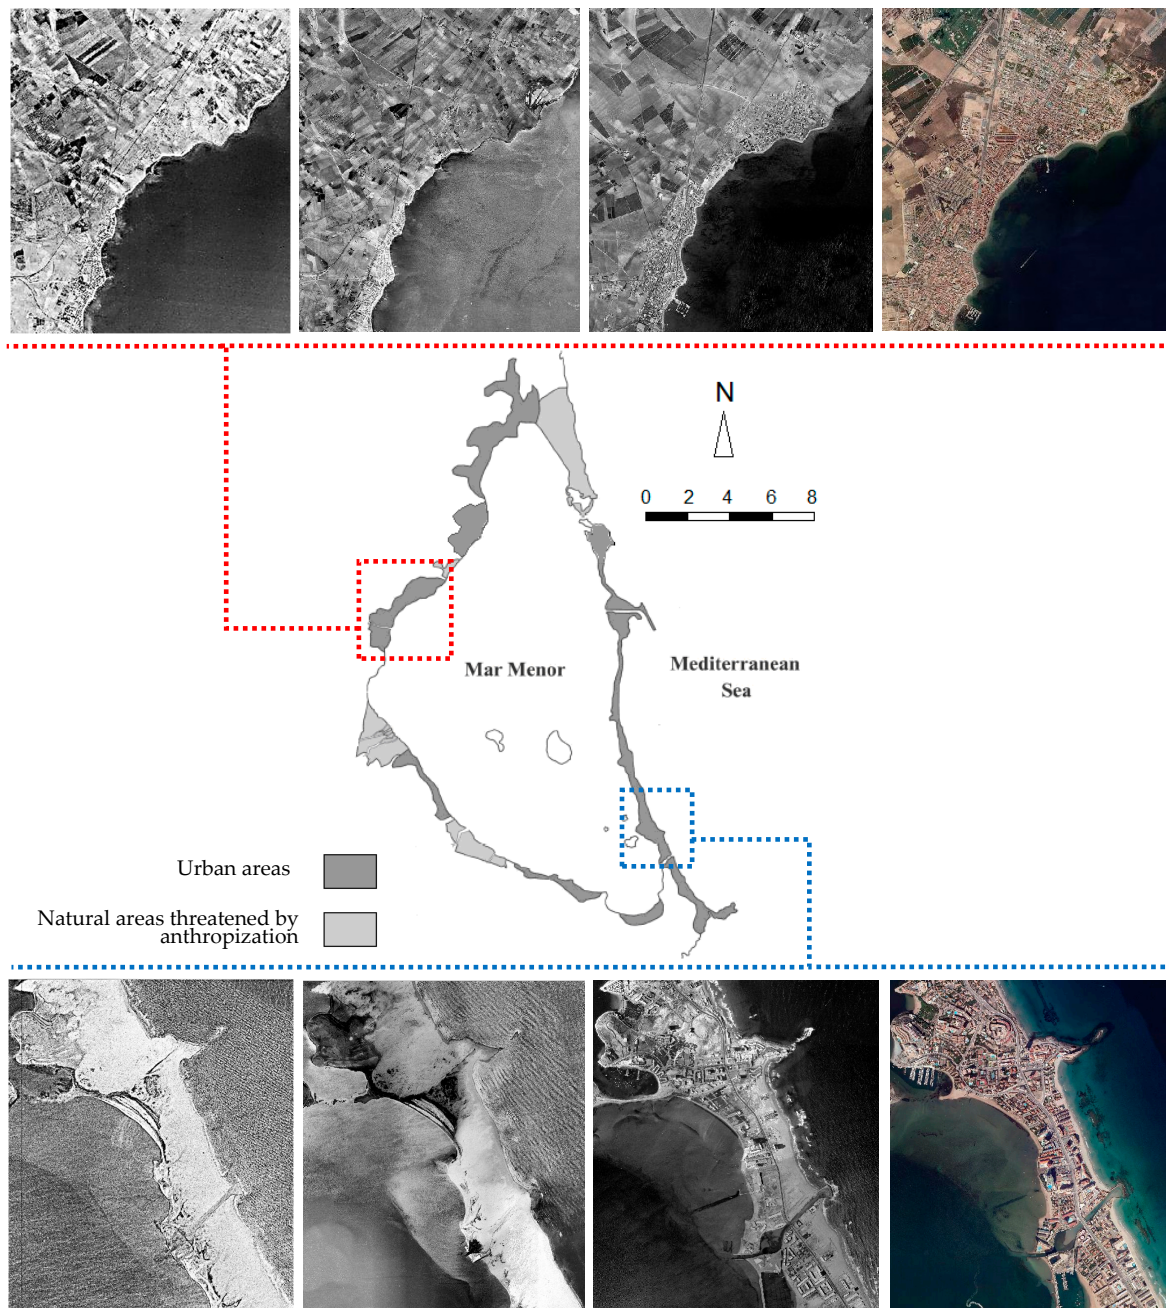 N
0 2 4 6 8
Mar Menor
Mediterranean
Sea
Urban areas
Natural areas threatened by
anthropization